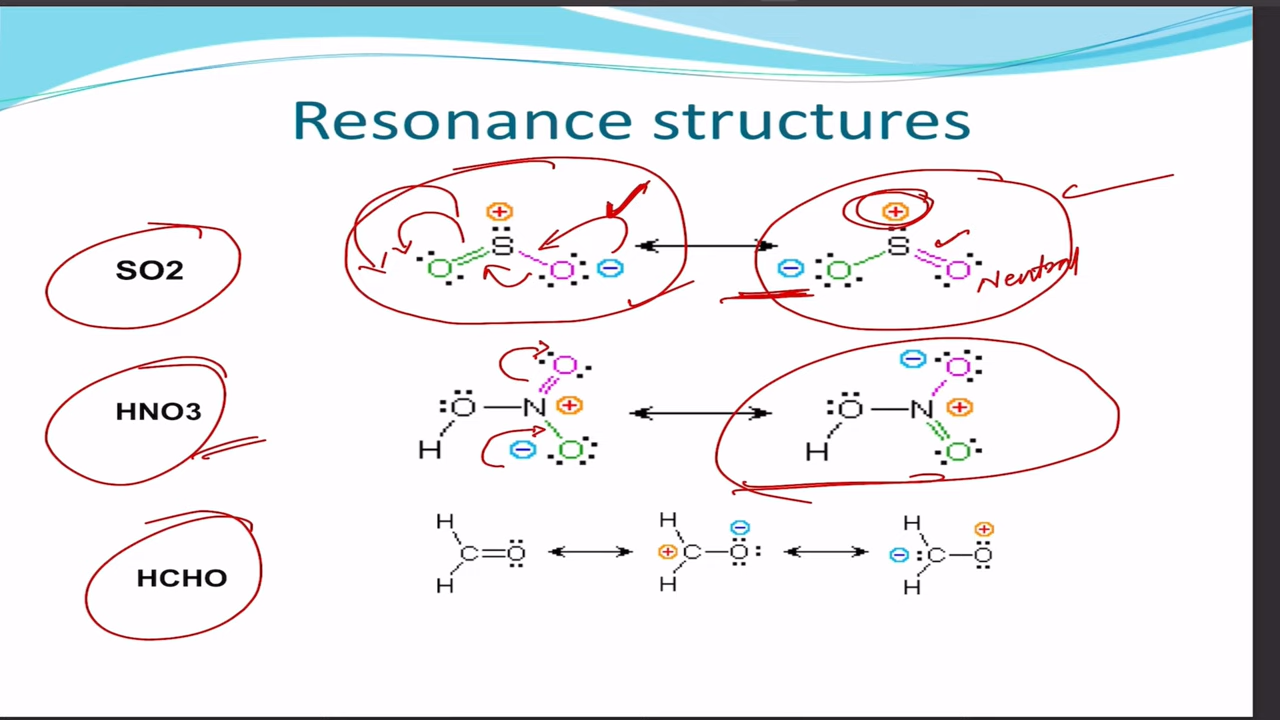 Resonance structures
SO2
⊕ ⊕
S S
O O ⊖ ⊖ O O
Neutral
HNO3
O ⊖ O
H O N ⊕ H O N ⊕
⊖ O O
HCHO
H H ⊖ H ⊕
C O ⊕ C O ⊖ C O
H H H